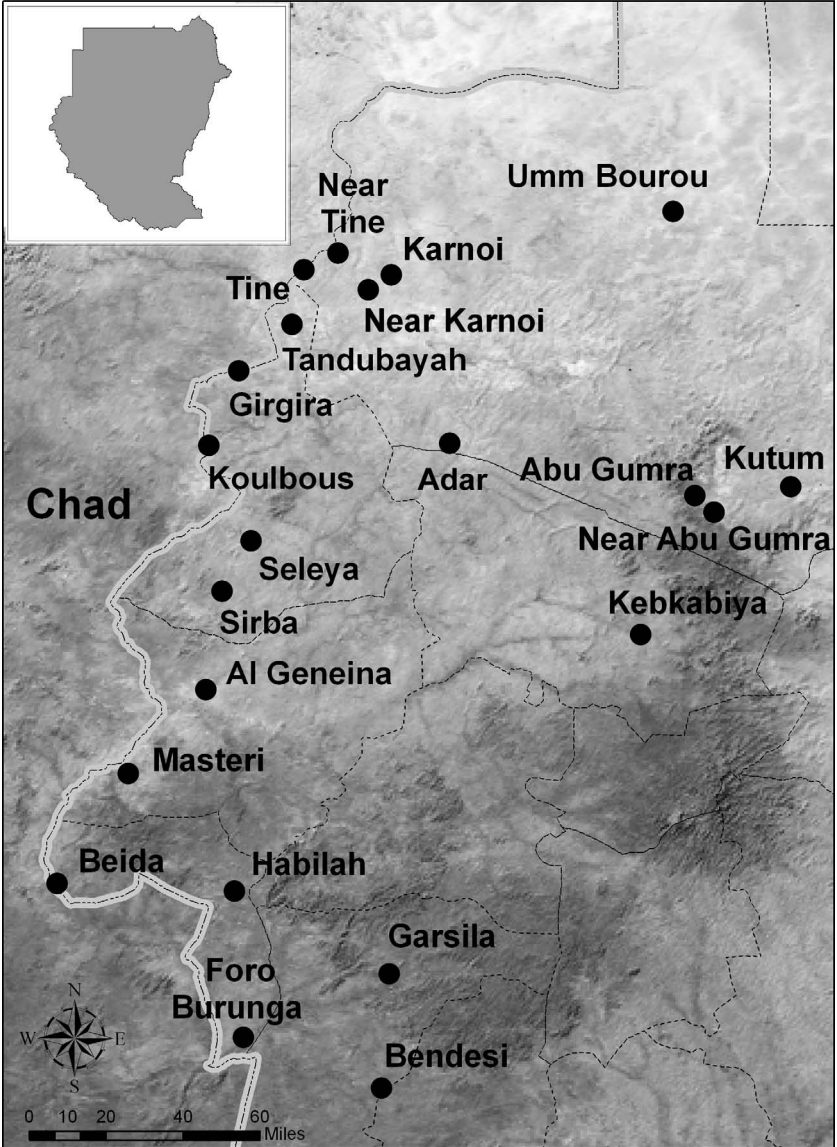 Near
Tine
Umm Bourou
Karnoi
Tine
Near Karnoi
Tandubayah
Girgira
Koulbous
Adar
Abu Gumra
Kutum
Chad
Near Abu Gumra
Seleya
Sirba
Kebkabiya
Al Geneina
Masteri
Beida
Habilah
Garsila
Foro
Burunga
Bendesi
N
W
E
S
0 10 20 40 60
Miles